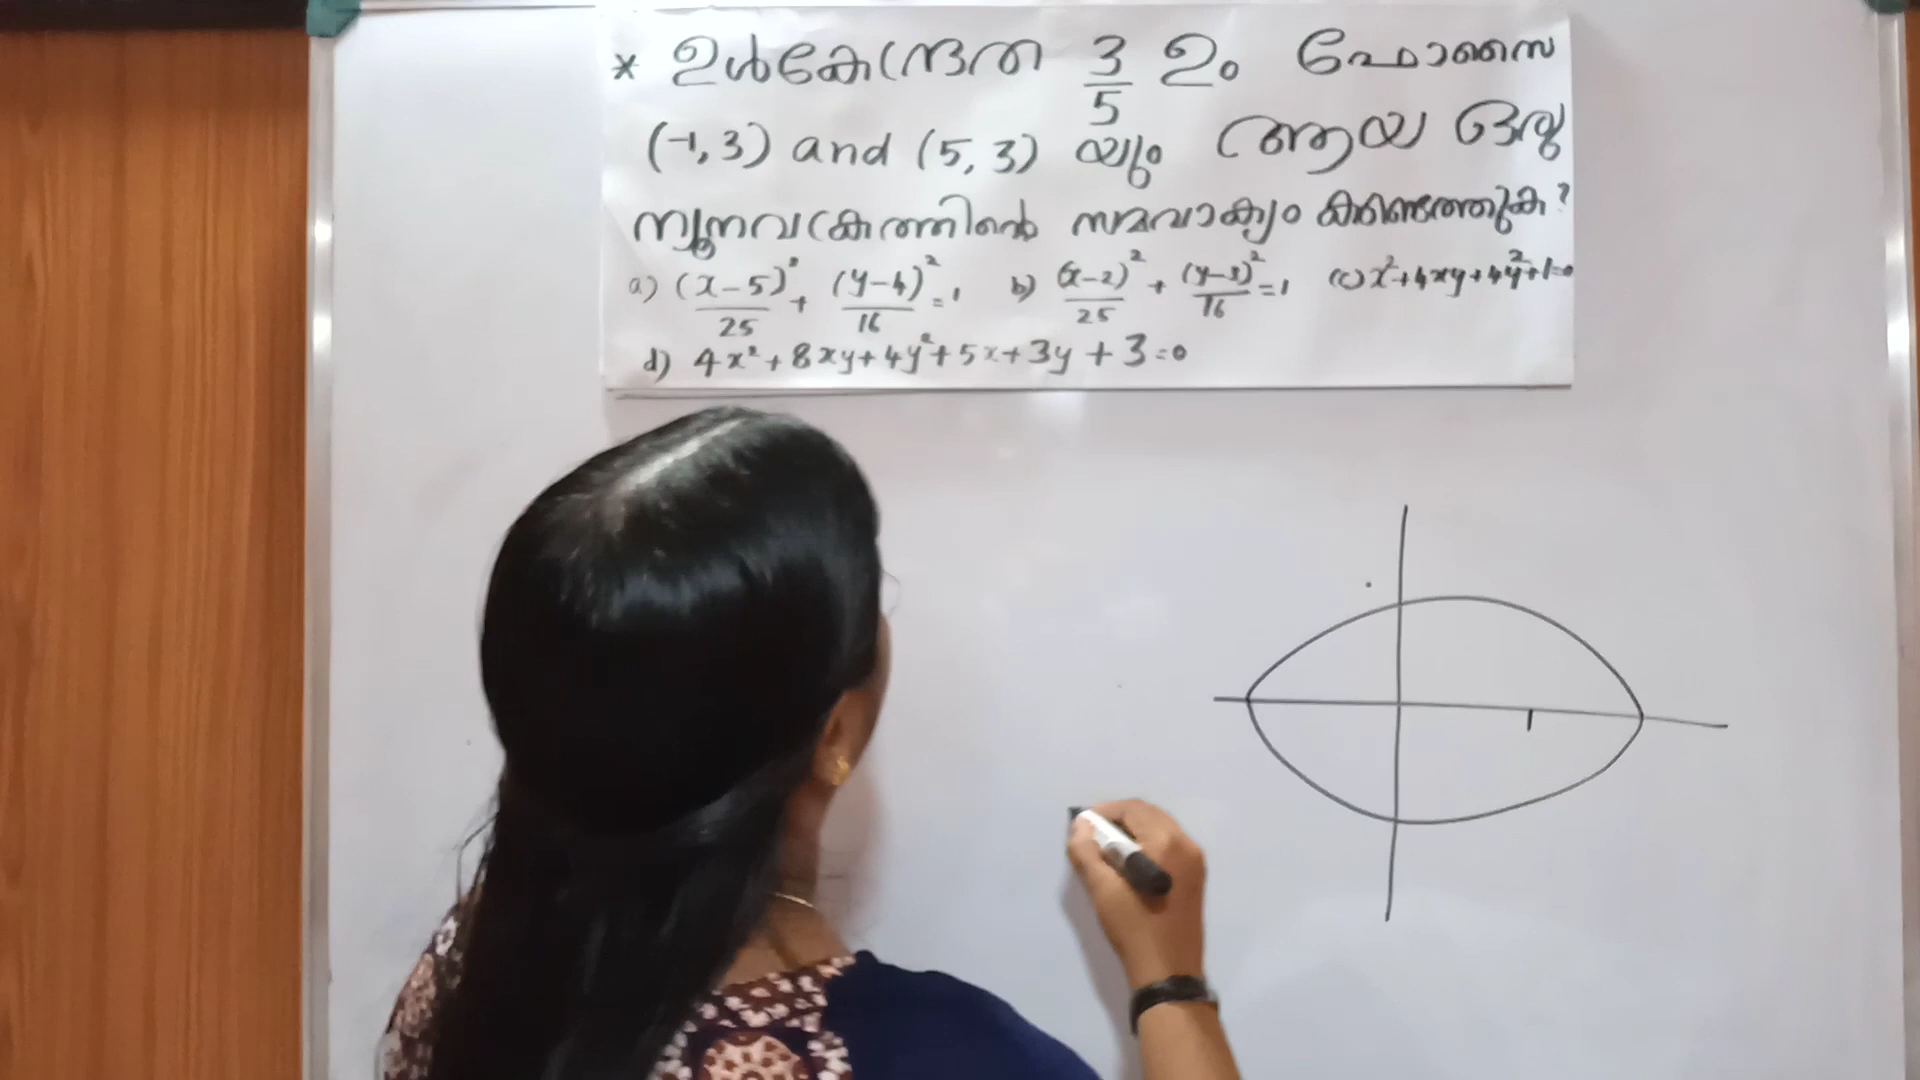 * ഉൾകേന്ദ്രത 3/5 ഉം ഫോസൈ
(-1, 3) and (5, 3) യും ആയ ഒരു
ന്യൂനവക്രത്തിന്റെ സമവാക്യം കണ്ടെത്തുക?
a) (x-5)²/25 + (y-4)²/16 = 1 b) (x-2)²/25 + (y-3)²/16 = 1 (c) x²+4xy+4y²+1=0
d) 4x²+8xy+4y²+5x+3y+3=0